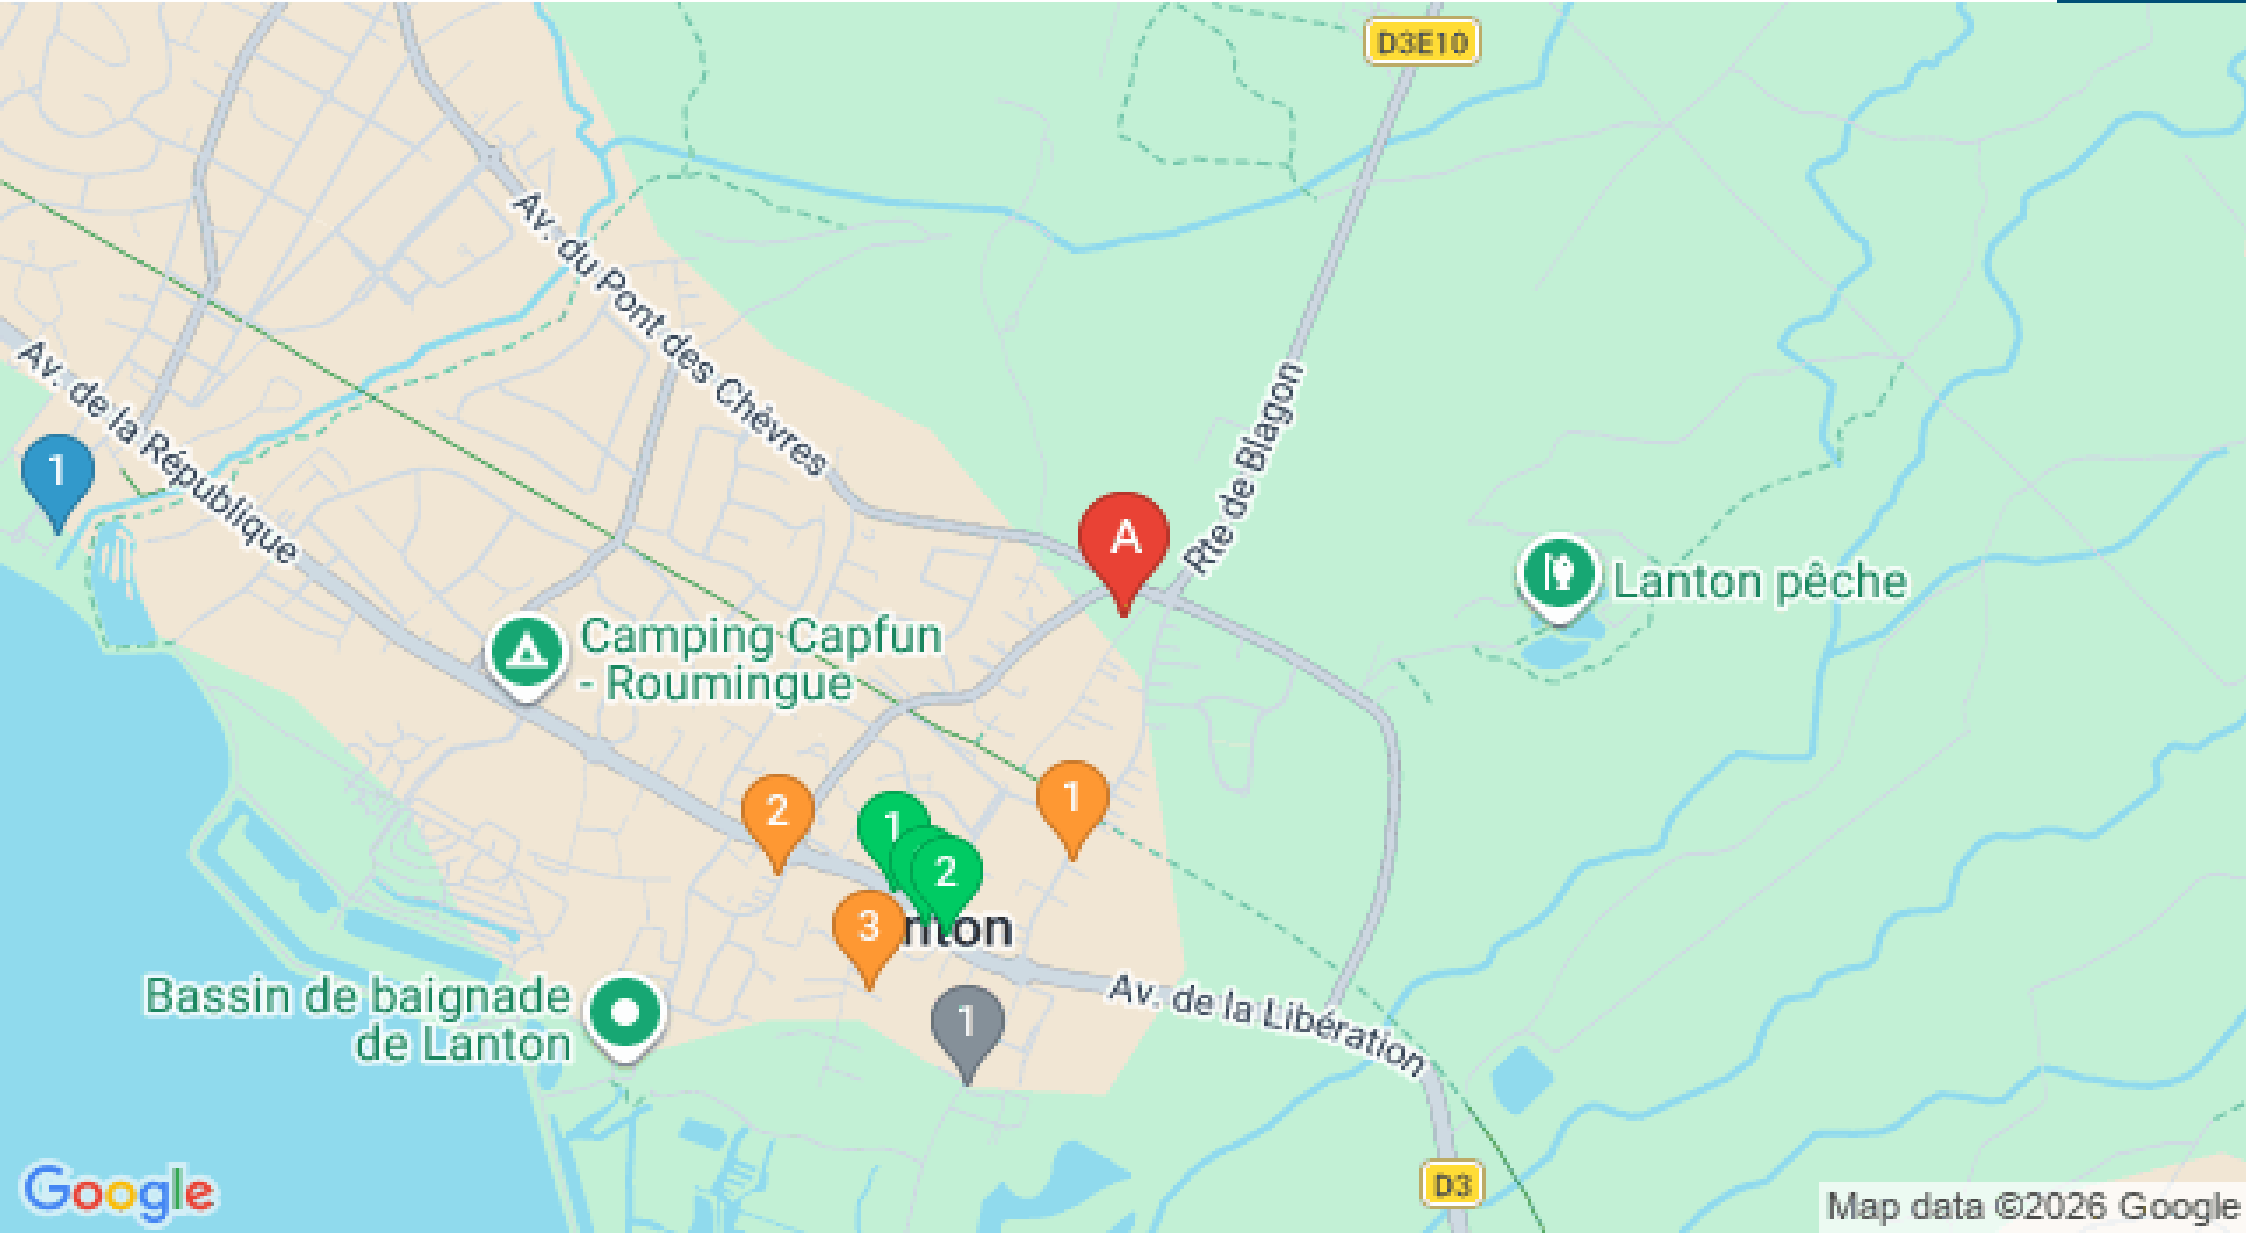 D3E10
Av. du Pont des Chèvres
Av. de la République
Rte de Blagon
1
A
Lanton pêche
Camping Capfun
- Roumingue
2
1
1
2
3
nton
Av. de la Libération
Bassin de baignade
de Lanton
1
D3
Google
Map data ©2026 Google